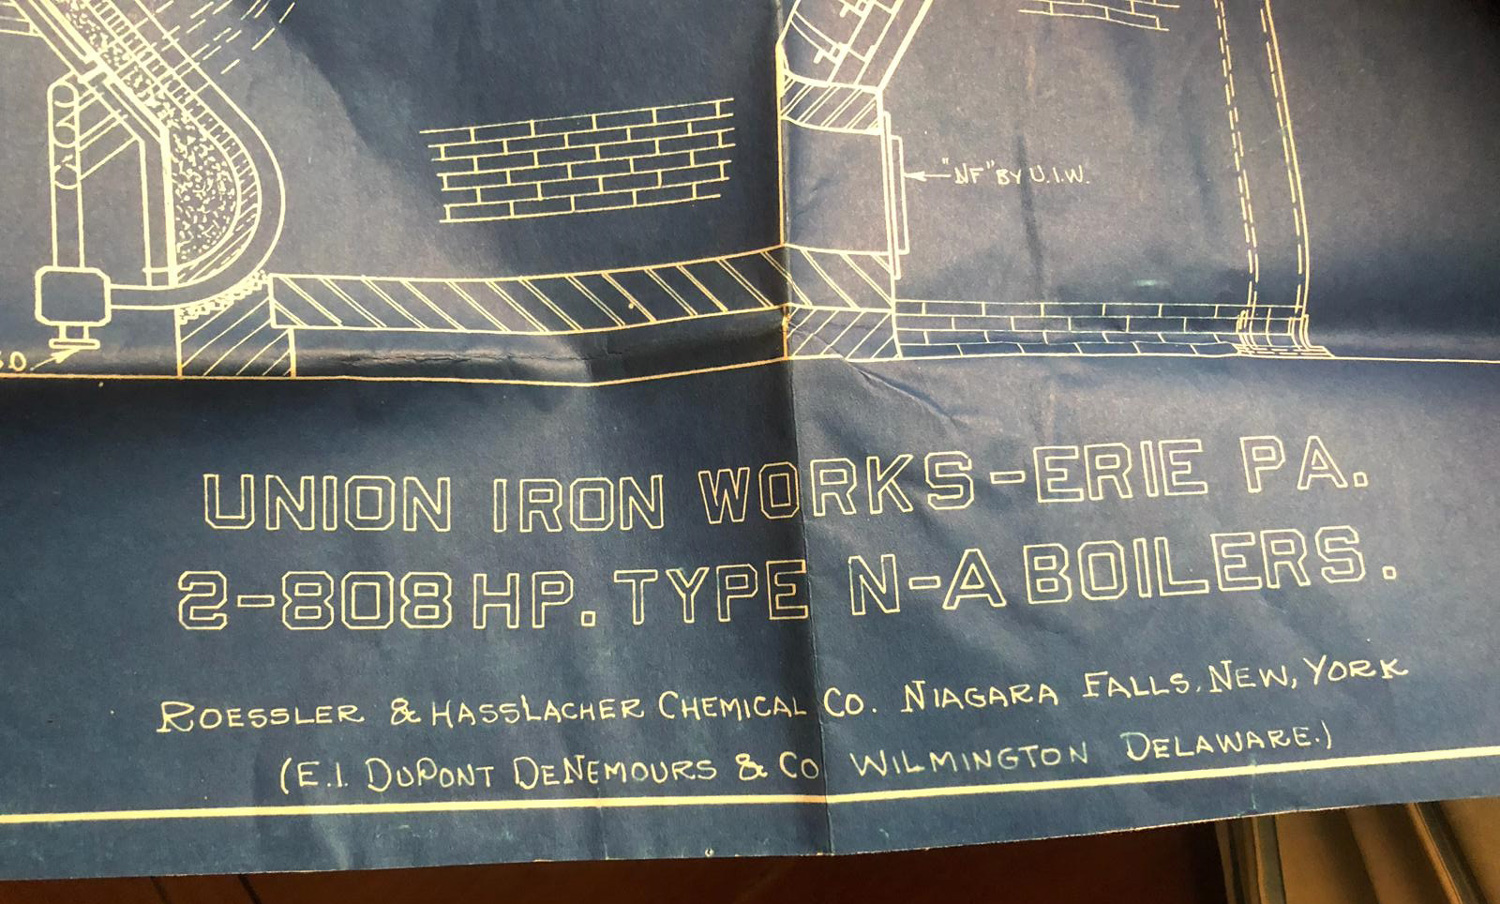 "NF" BY U.I.W.
UNION IRON WORKS-ERIE PA.
2-808 HP. TYPE N-A BOILERS.
ROESSLER & HASSLACHER CHEMICAL CO. NIAGARA FALLS, NEW, YORK
(E.I. DUPONT DENEMOURS & CO WILMINGTON DELAWARE.)